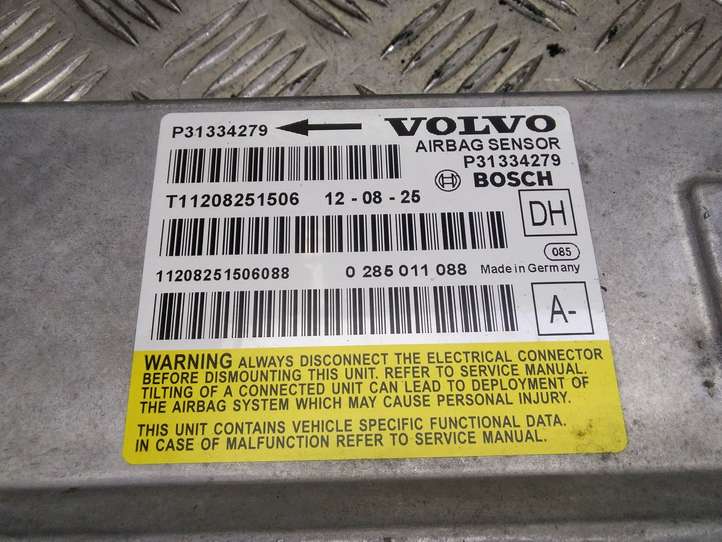 P31334279 VOLVO
AIRBAG SENSOR
P31334279
BOSCH
T11208251506 12-08-25
DH
085
11208251506088 0 285 011 088 Made in Germany
A-
WARNING ALWAYS DISCONNECT THE ELECTRICAL CONNECTOR
BEFORE DISMOUNTING THIS UNIT. REFER TO SERVICE MANUAL.
TILTING OF A CONNECTED UNIT CAN LEAD TO DEPLOYMENT OF
THE AIRBAG SYSTEM WHICH MAY CAUSE PERSONAL INJURY.
THIS UNIT CONTAINS VEHICLE SPECIFIC FUNCTIONAL DATA.
IN CASE OF MALFUNCTION REFER TO SERVICE MANUAL.